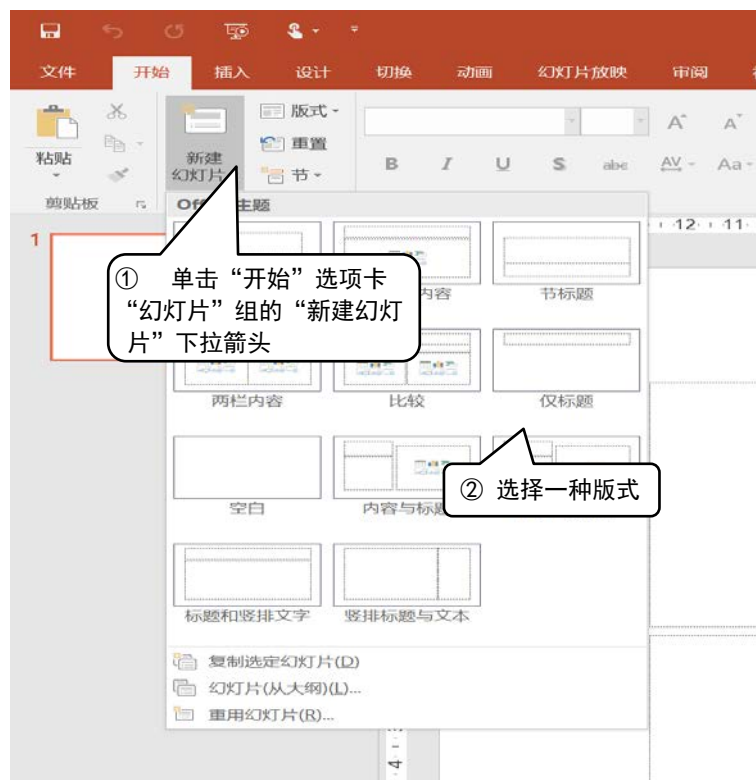 文件 开始 插入 设计 切换 动画 幻灯片放映 审阅
粘贴
新建
幻灯片
版式
重置
节
B I U S abc AV Aa
A A
剪贴板
主题
12 11
1
① 单击“开始”选项卡
“幻灯片”组的“新建幻灯
片”下拉箭头
内容
节标题
两栏内容
比较
仅标题
② 选择一种版式
空白
内容与标题
标题和竖排文字
竖排标题与文本
复制选定幻灯片(D)
幻灯片(从大纲)(L)...
重用幻灯片(R)...
4